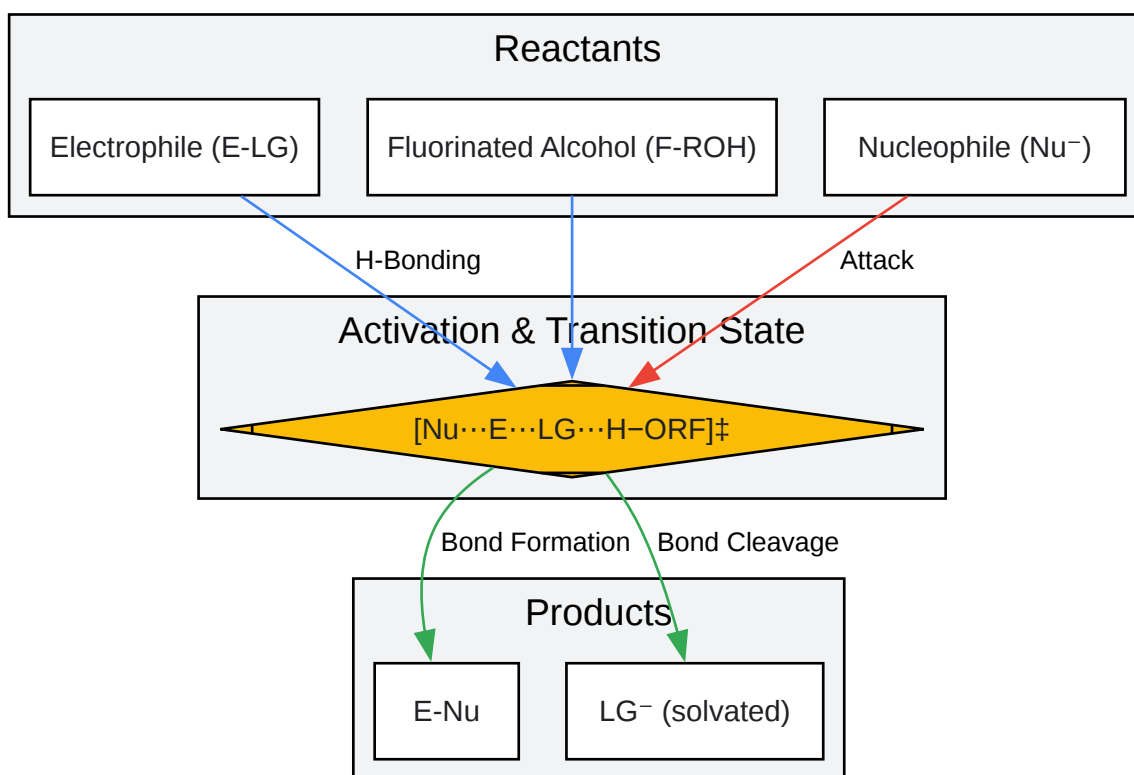 Reactants
Electrophile (E-LG)
Fluorinated Alcohol (F-ROH)
Nucleophile (Nu⁻)
H-Bonding
Attack
Activation & Transition State
[Nu···E···LG···H−ORF]‡
Bond Formation
Bond Cleavage
Products
E-Nu
LG⁻ (solvated)